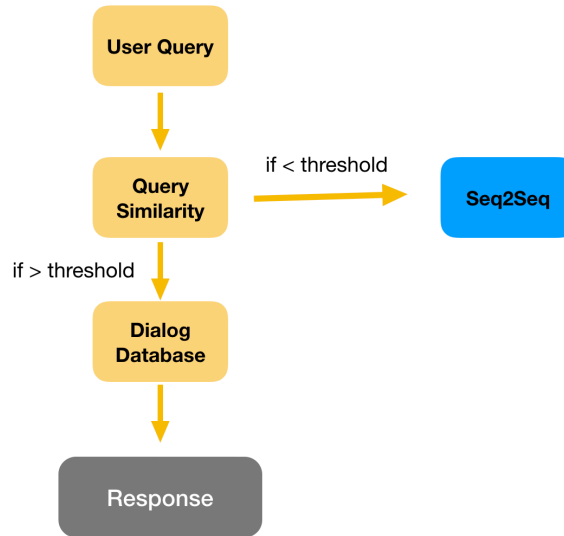 User Query
if < threshold
Query
Similarity
Seq2Seq
if > threshold
Dialog
Database
Response